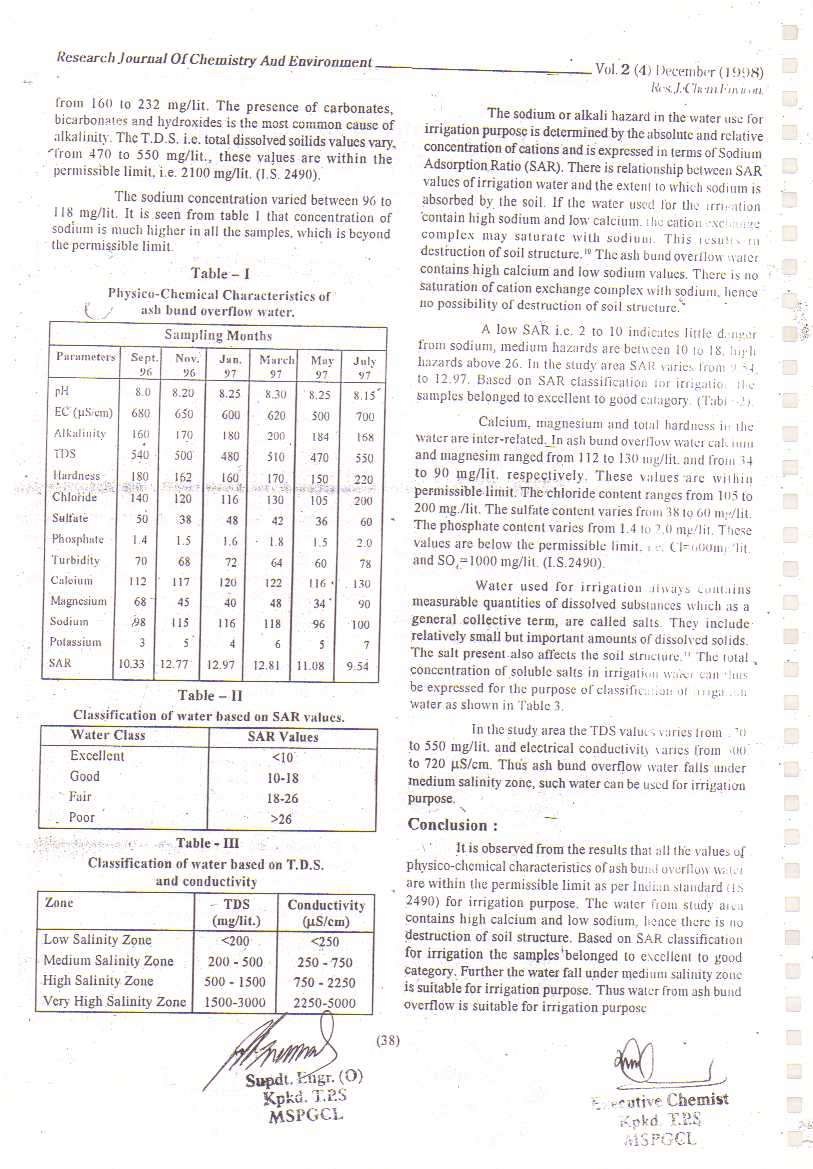 Research Journal Of Chemistry And Environment
Vol. 2 (4) December (1998)
Res. J. Chem. Environ.
from 160 to 232 mg/lit. The presence of carbonates,
bicarbonates and hydroxides is the most common cause of
alkalinity. The T.D.S. i.e. total dissolved soilids values vary,
from 470 to 550 mg/lit., these values are within the
permissible limit, i.e. 2100 mg/lit. (I.S. 2490).
The sodium concentration varied between 96 to
118 mg/lit. It is seen from table 1 that concentration of
sodium is much higher in all the samples, which is beyond
the permissible limit.
Table – I
Physico-Chemical Characteristics of
ash bund overflow water.
Sampling Months
Parameters Sept. 96 Nov. 96 Jan. 97 March 97 May 97 July 97
pH 8.0 8.20 8.25 8.30 8.25 8.15
EC (µS/cm) 680 650 600 620 500 700
Alkalinity 160 170 180 200 184 168
TDS 540 500 480 510 470 550
Hardness 180 162 160 170 150 220
Chloride 140 120 116 130 105 200
Sulfate 50 38 48 42 36 60
Phosphate 1.4 1.5 1.6 1.8 1.5 2.0
Turbidity 70 68 72 64 60 78
Calcium 112 117 120 122 116 130
Magnesium 68 45 40 48 34 90
Sodium 98 115 116 118 96 100
Potassium 3 5 4 6 5 7
SAR 10.33 12.77 12.97 12.81 11.08 9.54
Table – II
Classification of water based on SAR values.
Water Class SAR Values
Excellent <10
Good 10-18
Fair 18-26
Poor >26
Table - III
Classification of water based on T.D.S.
and conductivity
Zone TDS (mg/lit.) Conductivity (µS/cm)
Low Salinity Zone <200 <250
Medium Salinity Zone 200 - 500 250 - 750
High Salinity Zone 500 - 1500 750 - 2250
Very High Salinity Zone 1500-3000 2250-5000
The sodium or alkali hazard in the water use for
irrigation purpose is determined by the absolute and relative
concentration of cations and is expressed in terms of Sodium
Adsorption Ratio (SAR). There is relationship between SAR
values of irrigation water and the extent to which sodium is
absorbed by the soil. If the water used for the irrigation
contain high sodium and low calcium, the cation exchange
complex may saturate with sodium. This results in
destruction of soil structure.10 The ash bund overflow water
contains high calcium and low sodium values. There is no
saturation of cation exchange complex with sodium, hence
no possibility of destruction of soil structure.
A low SAR i.e. 2 to 10 indicates little danger
from sodium, medium hazards are between 10 to 18, high
hazards above 26. In the study area SAR varies from 9.54
to 12.97. Based on SAR classification for irrigation the
samples belonged to excellent to good catagory. (Tabl
Calcium, magnesium and total hardness in the
water are inter-related. In ash bund overflow water calcium
and magnesim ranged from 112 to 130 mg/lit. and from 34
to 90 mg/lit. respectively. These values are within
permissible limit. The chloride content ranges from 105 to
200 mg./lit. The sulfate content varies from 38 to 60 mg/lit.
The phosphate content varies from 1.4 to 2.0 mg/lit. These
values are below the permissible limit. i.e. Cl=600mg/lit.
and SO4=1000 mg/lit. (I.S.2490).
Water used for irrigation always contains
measurable quantities of dissolved substances which as a
general collective term, are called salts. They include
relatively small but important amounts of dissolved solids.
The salt present also affects the soil structure.11 The total
concentration of soluble salts in irrigation water can thus
be expressed for the purpose of classification of irrigation
water as shown in Table 3.
In the study area the TDS values varies from
to 550 mg/lit. and electrical conductivity varies from
to 720 µS/cm. Thus ash bund overflow water falls under
medium salinity zone, such water can be used for irrigation
purpose.
Conclusion :
It is observed from the results that all the values of
physico-chemical characteristics of ash bund overflow water
are within the permissible limit as per Indian standard (IS
2490) for irrigation purpose. The water from study area
contains high calcium and low sodium, hence there is no
destruction of soil structure. Based on SAR classification
for irrigation the samples belonged to excellent to good
category. Further the water fall under medium salinity zone
is suitable for irrigation purpose. Thus water from ash bund
overflow is suitable for irrigation purpose
(38)
Supdt. Engr. (O)
Kpkd. T.P.S
MSPGCL
Executive Chemist
Kpkd. T.P.S
MSPGCL